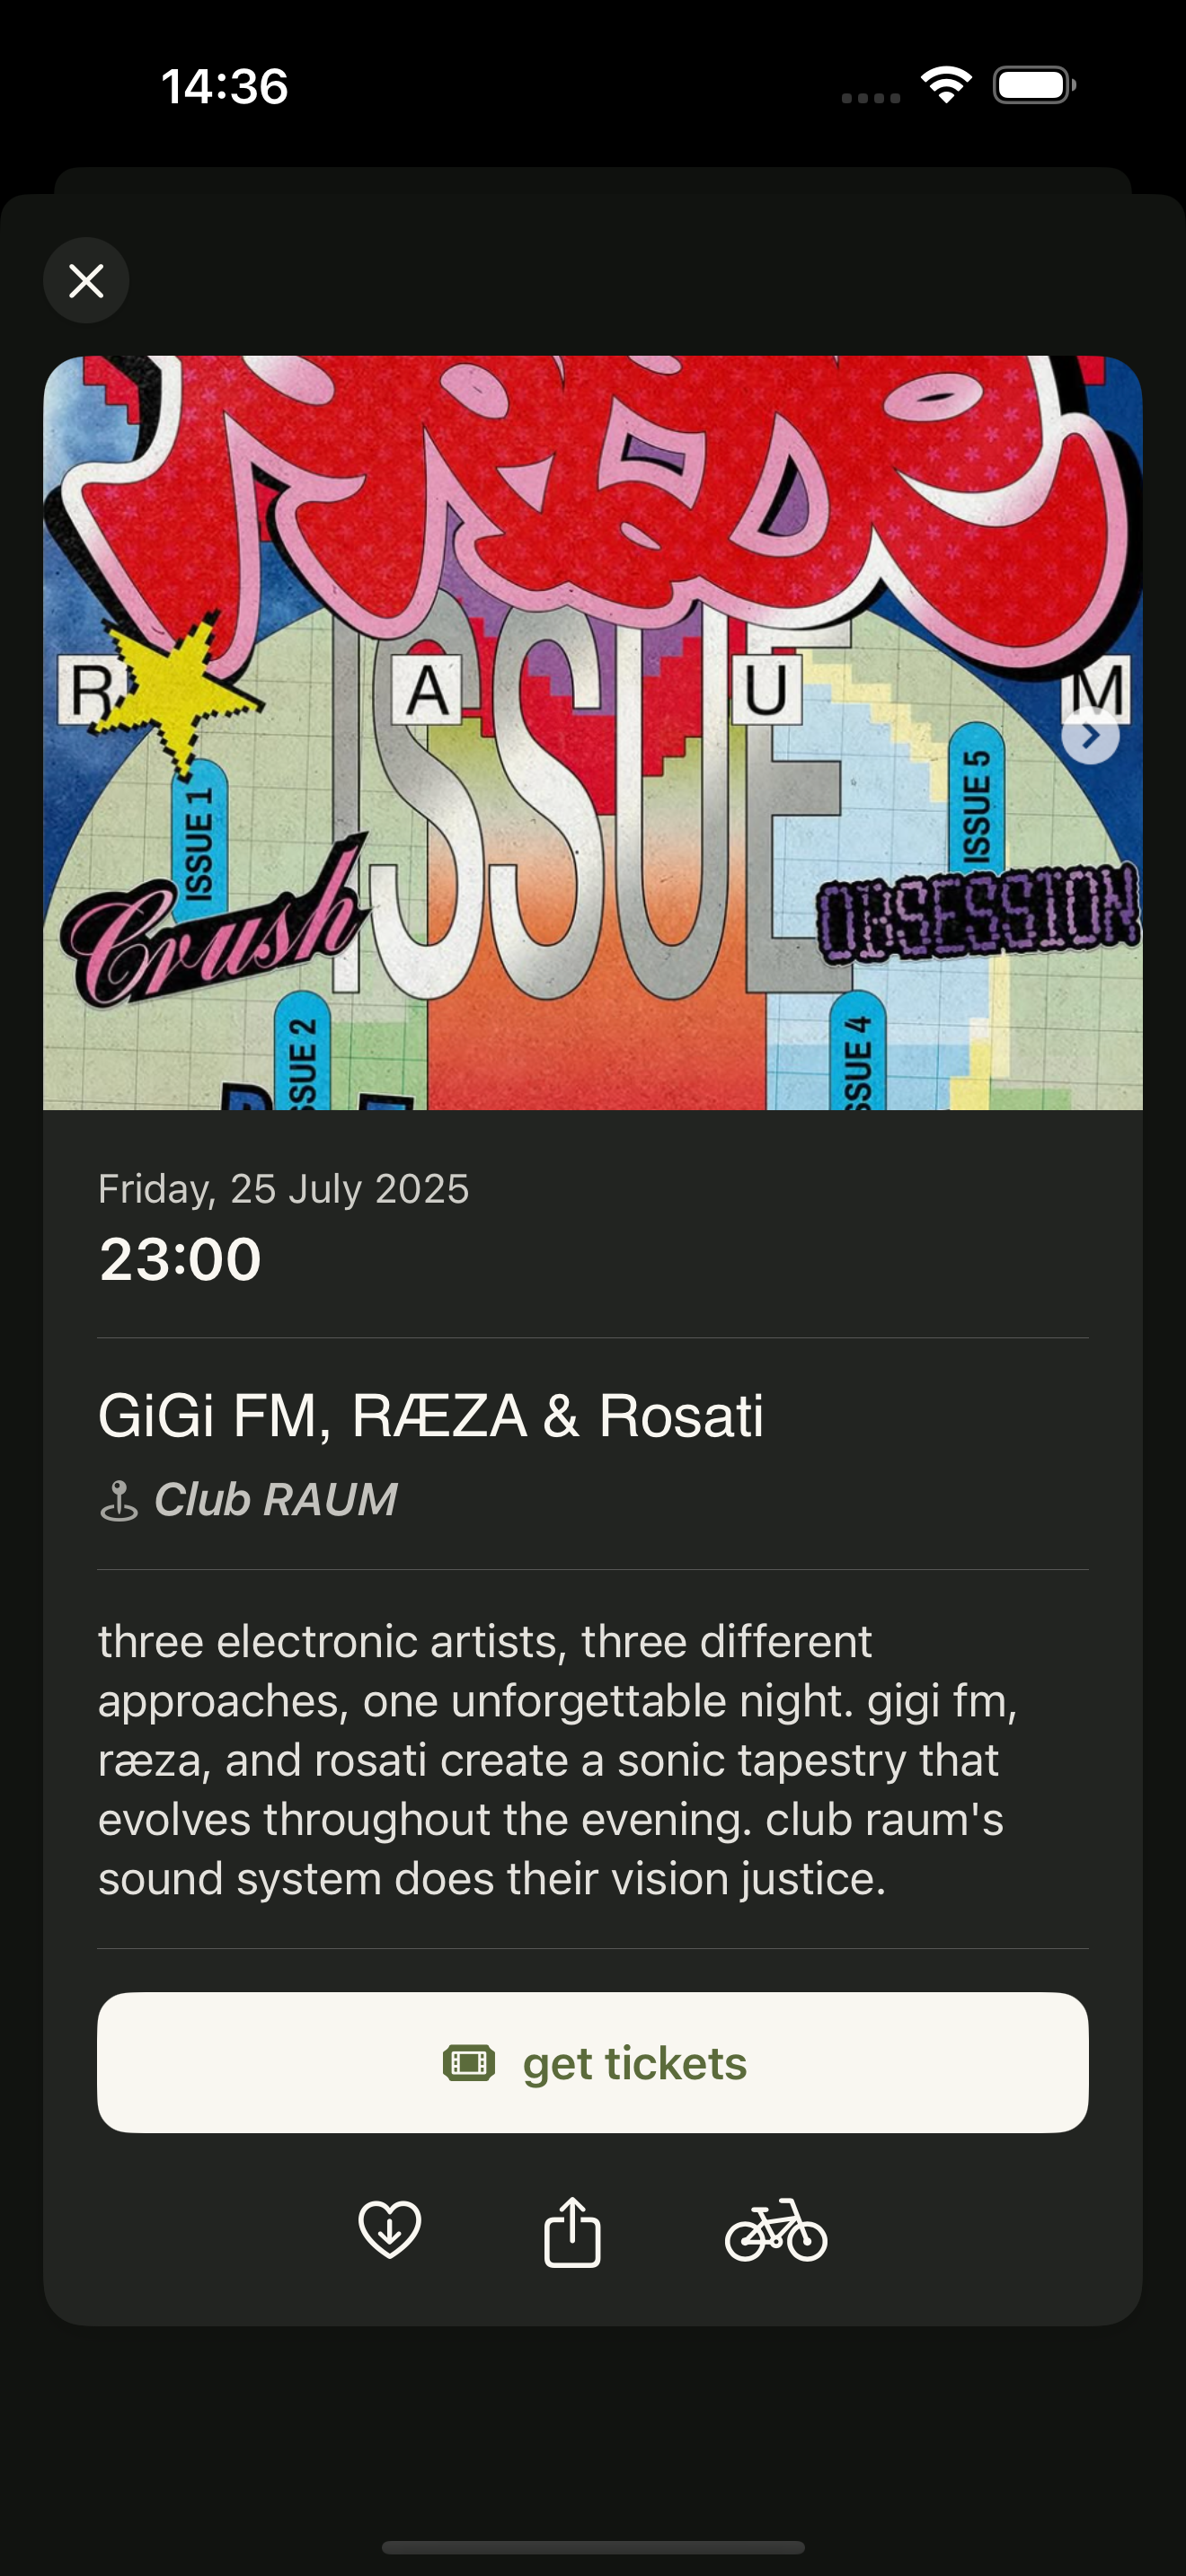 14:36
R A U M
ISSUE
ISSUE 1
ISSUE 5
Crush
OBSESSION
ISSUE 2
ISSUE 4
Friday, 25 July 2025
23:00
GiGi FM, RÆZA & Rosati
Club RAUM
three electronic artists, three different
approaches, one unforgettable night. gigi fm,
ræza, and rosati create a sonic tapestry that
evolves throughout the evening. club raum's
sound system does their vision justice.
get tickets